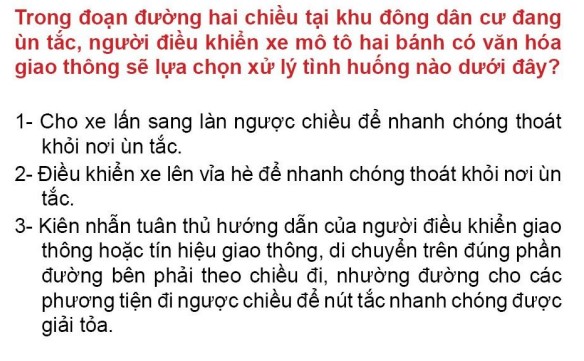 Trong đoạn đường hai chiều tại khu đông dân cư đang
ùn tắc, người điều khiển xe mô tô hai bánh có văn hóa
giao thông sẽ lựa chọn xử lý tình huống nào dưới đây?
1- Cho xe lấn sang làn ngược chiều để nhanh chóng thoát
khỏi nơi ùn tắc.
2- Điều khiển xe lên vỉa hè để nhanh chóng thoát khỏi nơi ùn
tắc.
3- Kiên nhẫn tuân thủ hướng dẫn của người điều khiển giao
thông hoặc tín hiệu giao thông, di chuyển trên đúng phần
đường bên phải theo chiều đi, nhường đường cho các
phương tiện đi ngược chiều để nút tắc nhanh chóng được
giải tỏa.